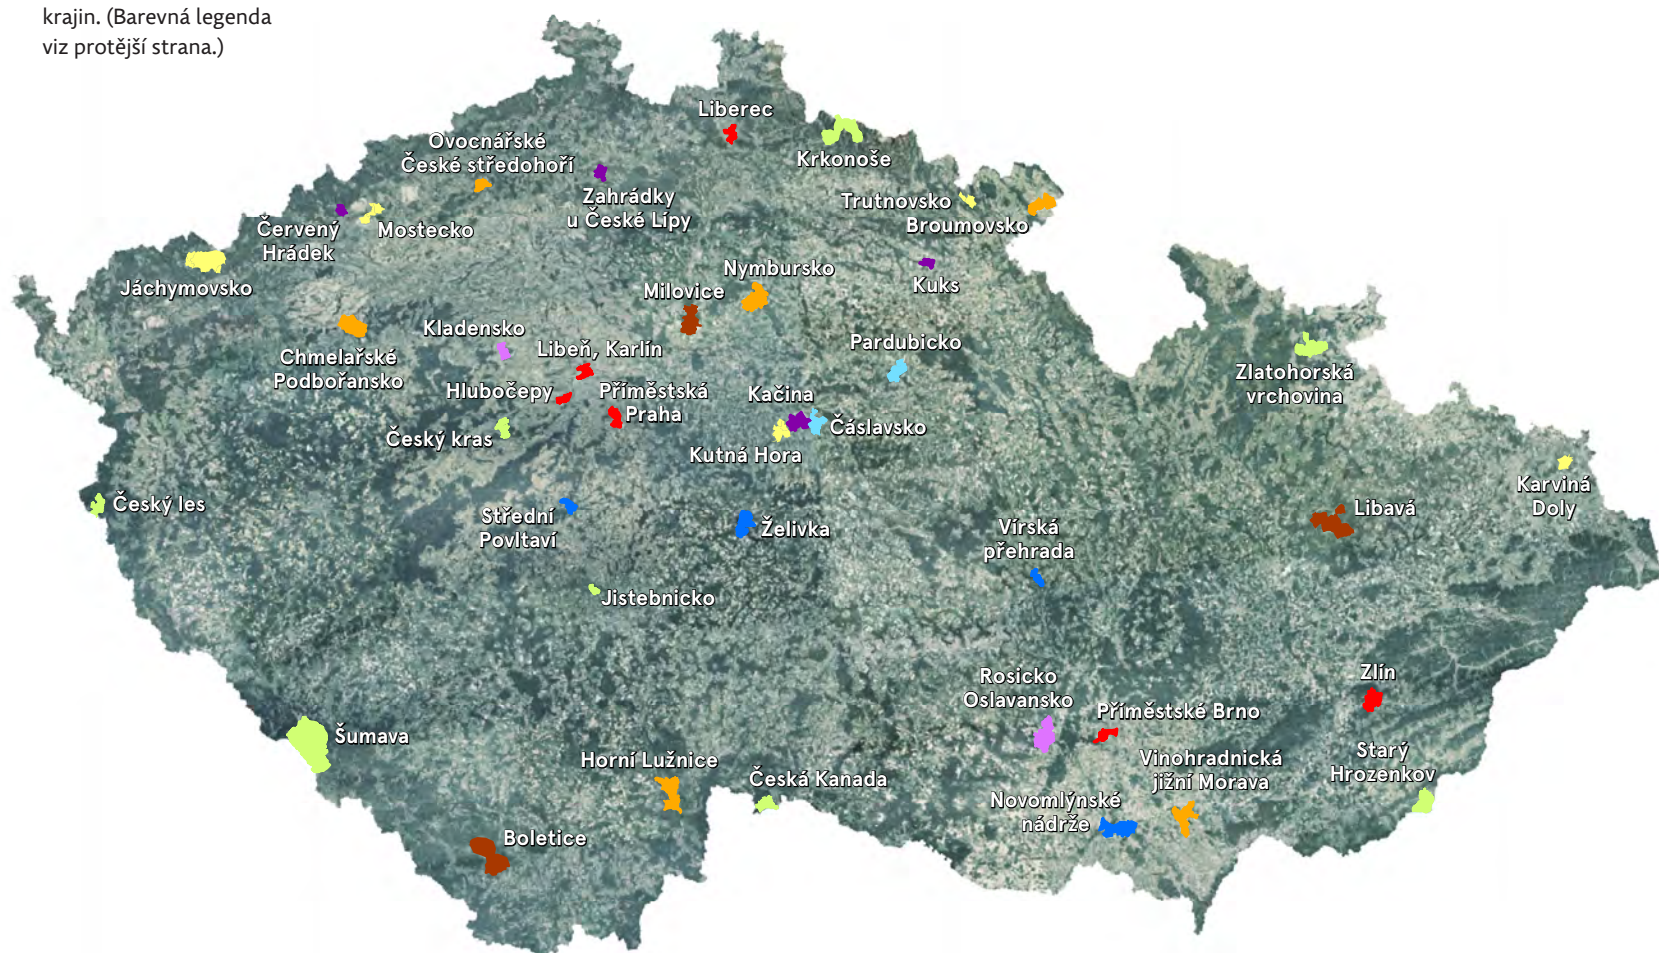 krajin. (Barevná legenda
viz protější strana.)
Liberec
Krkonoše
Ovocnářské
České středohoří
Zahrádky
u České Lípy
Trutnovsko
Broumovsko
Červený
Hrádek
Mostecko
Jáchymovsko
Nymbursko
Milovice
Kuks
Kladensko
Chmelařské
Podbořansko
Libeň, Karlín
Pardubicko
Zlatohorská
vrchovina
Hlubočepy
Příměstská
Praha
Kačina
Čáslavsko
Český kras
Kutná Hora
Český les
Střední
Povltaví
Želivka
Vírská
přehrada
Libavá
Karviná
Doly
Jistebnicko
Rosicko
Oslavansko
Zlín
Příměstské Brno
Šumava
Horní Lužnice
Česká Kanada
Vinohradnická
jižní Morava
Starý
Hrozenkov
Novomlýnské
nádrže
Boletice